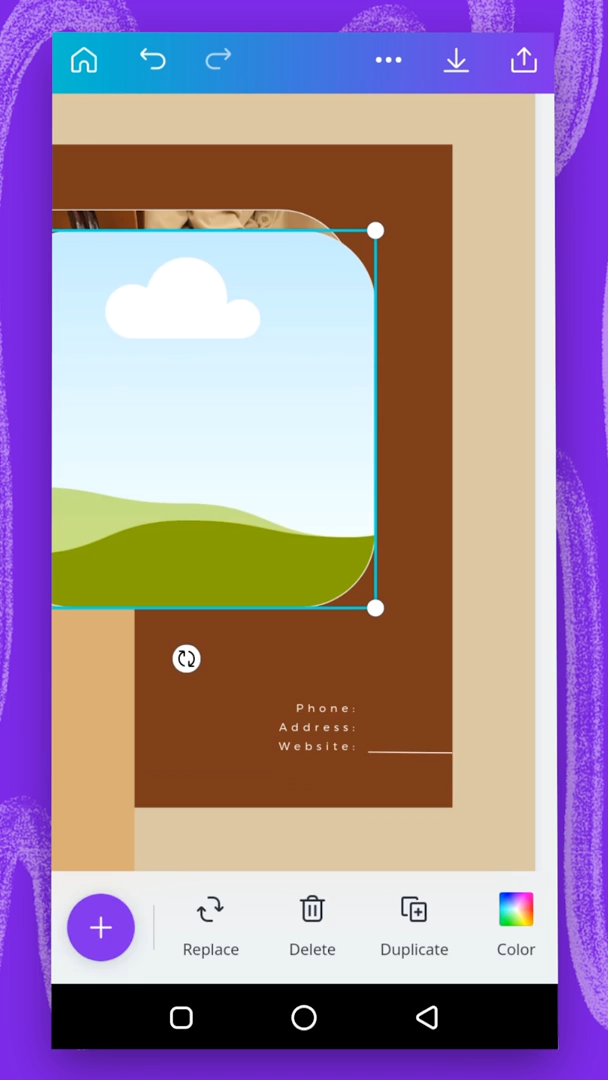 Phone:
Address:
Website:
Replace
Delete
Duplicate
Color